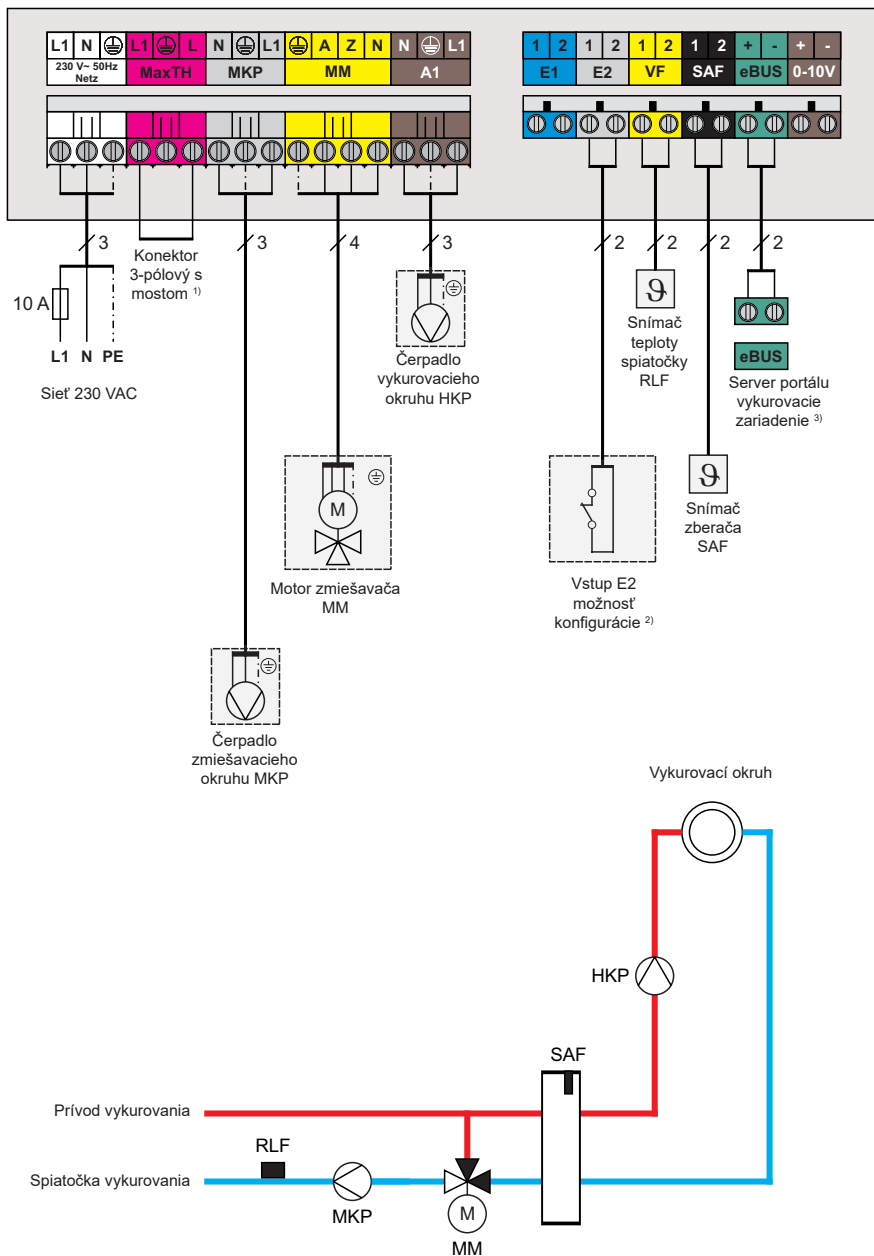 L1 N L1 L N L1 A Z N N L1
230 V~ 50Hz
Netz
MaxTH MKP MM A1
1 2 1 2 1 2 1 2 + - + -
E1 E2 VF SAF eBUS 0-10V
3
3
4
3
2
2
2
2
10 A
L1 N PE
Sieť 230 VAC
Konektor
3-pólový s
mostom 1)
Čerpadlo
vykurovacieho
okruhu HKP
ϑ
Snímač
teploty
spiatočky
RLF
eBUS
Server portálu
vykurovacie
zariadenie 3)
M
Motor zmiešavača
MM
Vstup E2
možnosť
konfigurácie 2)
ϑ
Snímač
zberača
SAF
Čerpadlo
zmiešavacieho
okruhu MKP
Vykurovací okruh
HKP
SAF
Prívod vykurovania
RLF
Spiatočka vykurovania
MKP
M
MM